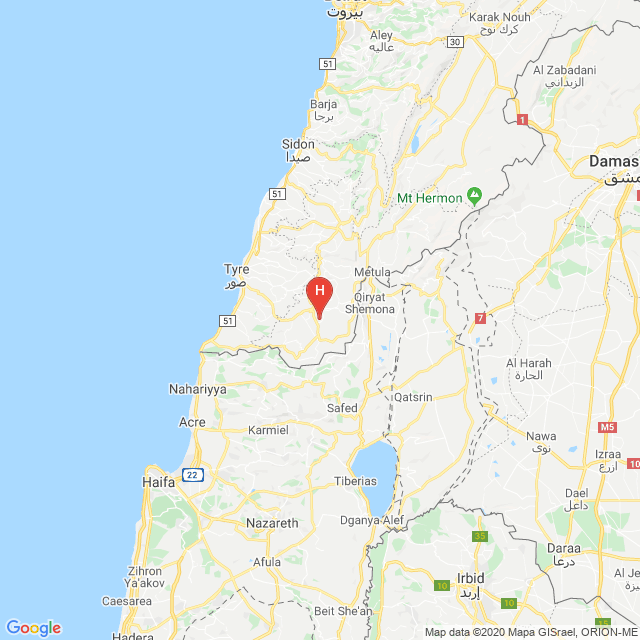 بيروت
Karak Nouh
كرك نوح
Aley
عاليه
30
51
Al Zabadani
الزبداني
Barja
برجا
1
Sidon
صيدا
Damas
Mt Hermon
51
Tyre
صور
Metula
H
Qiryat
Shemona
51
7
Al Harah
الحارة
Nahariyya
Qatsrin
Safed
Acre
Karmiel
M5
Nawa
نوى
Izraa
ازرع
10
22
Haifa
Tiberias
Dael
داعل
Nazareth
Dganya Alef
35
Daraa
درعا
Afula
Zihron
Ya'akov
Irbid
إربد
10
10
Al Je
Caesarea
Beit She'an
35
15
Hadera
Google
Map data ©2020 Mapa GISrael, ORION-ME